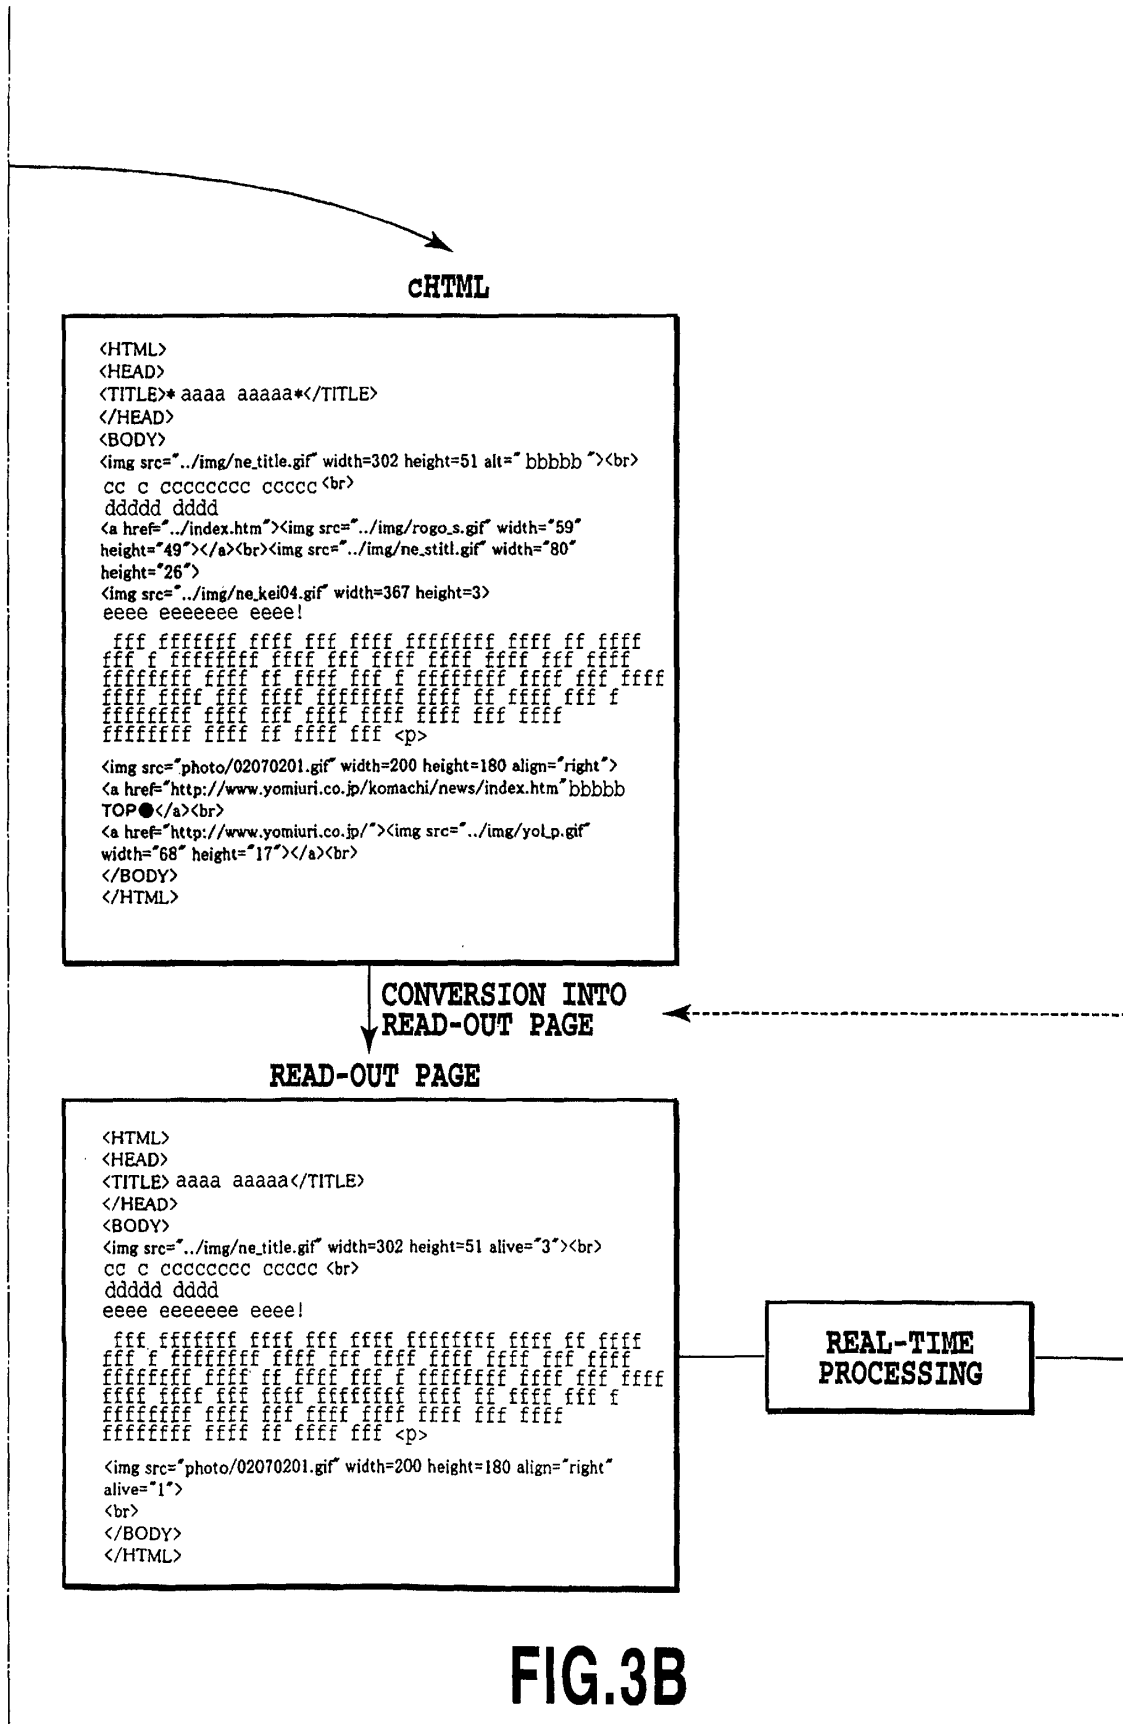 cHTML
<HTML>
<HEAD>
<TITLE>* aaaa aaaaa*</TITLE>
</HEAD>
<BODY>
<img src="../img/ne_title.gif" width=302 height=51 alt=" bbbbb "><br>
cc c cccccccc ccccc <br>
ddddd dddd
<a href="../index.htm"><img src="../img/rogo_s.gif" width="59"
height="49"></a><br><img src="../img/ne_stitl.gif" width="80"
height="26">
<img src="../img/ne_kei04.gif" width=367 height=3>
eeee eeeeeee eeee!
fff fffffff ffff fff ffff ffffffff ffff ff ffff
fff f ffffffff ffff fff ffff ffff ffff fff ffff
ffffffff ffff ff ffff fff f ffffffff ffff fff ffff
ffff ffff fff ffff ffffffff ffff ff ffff fff f
ffffffff ffff fff ffff ffff ffff fff ffff
ffffffff ffff ff ffff fff <p>
<img src="photo/02070201.gif" width=200 height=180 align="right">
<a href="http://www.yomiuri.co.jp/komachi/news/index.htm" bbbbb
TOP●</a><br>
<a href="http://www.yomiuri.co.jp/"><img src="../img/yol_p.gif"
width="68" height="17"></a><br>
</BODY>
</HTML>
CONVERSION INTO
READ-OUT PAGE
READ-OUT PAGE
<HTML>
<HEAD>
<TITLE> aaaa aaaaa</TITLE>
</HEAD>
<BODY>
<img src="../img/ne_title.gif" width=302 height=51 alive="3"><br>
cc c cccccccc ccccc <br>
ddddd dddd
eeee eeeeeee eeee!
fff fffffff ffff fff ffff ffffffff ffff ff ffff
fff f ffffffff ffff fff ffff ffff ffff fff ffff
ffffffff ffff ff ffff fff f ffffffff ffff fff ffff
ffff ffff fff ffff ffffffff ffff ff ffff fff f
ffffffff ffff fff ffff ffff ffff fff ffff
ffffffff ffff ff ffff fff <p>
<img src="photo/02070201.gif" width=200 height=180 align="right"
alive="1">
<br>
</BODY>
</HTML>
REAL-TIME
PROCESSING
FIG.3B